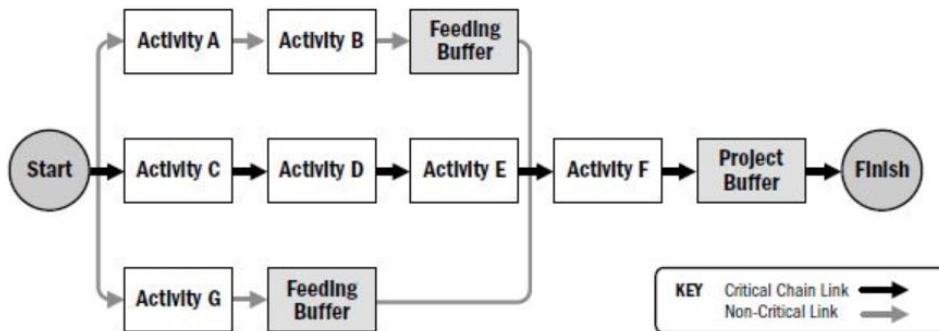 Activity A
Activity B
Feeding
Buffer
Start
Activity C
Activity D
Activity E
Activity F
Project
Buffer
Finish
Activity G
Feeding
Buffer
KEY Critical Chain Link
Non-Critical Link